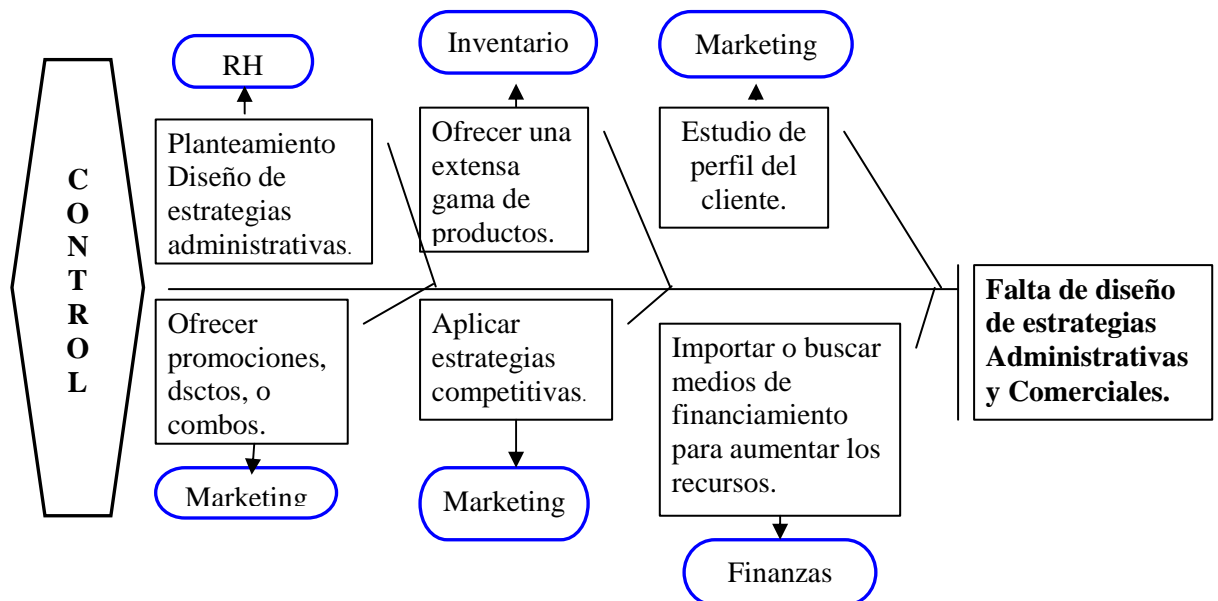 RH
Inventario
Marketing
Planteamiento
Diseño de
estrategias
administrativas.
Ofrecer una
extensa
gama de
productos.
Estudio de
perfil del
cliente.
C
O
N
T
R
O
L
Falta de diseño
de estrategias
Administrativas
y Comerciales.
Ofrecer
promociones,
dsctos, o
combos.
Aplicar
estrategias
competitivas.
Importar o buscar
medios de
financiamiento
para aumentar los
recursos.
Marketing
Marketing
Finanzas